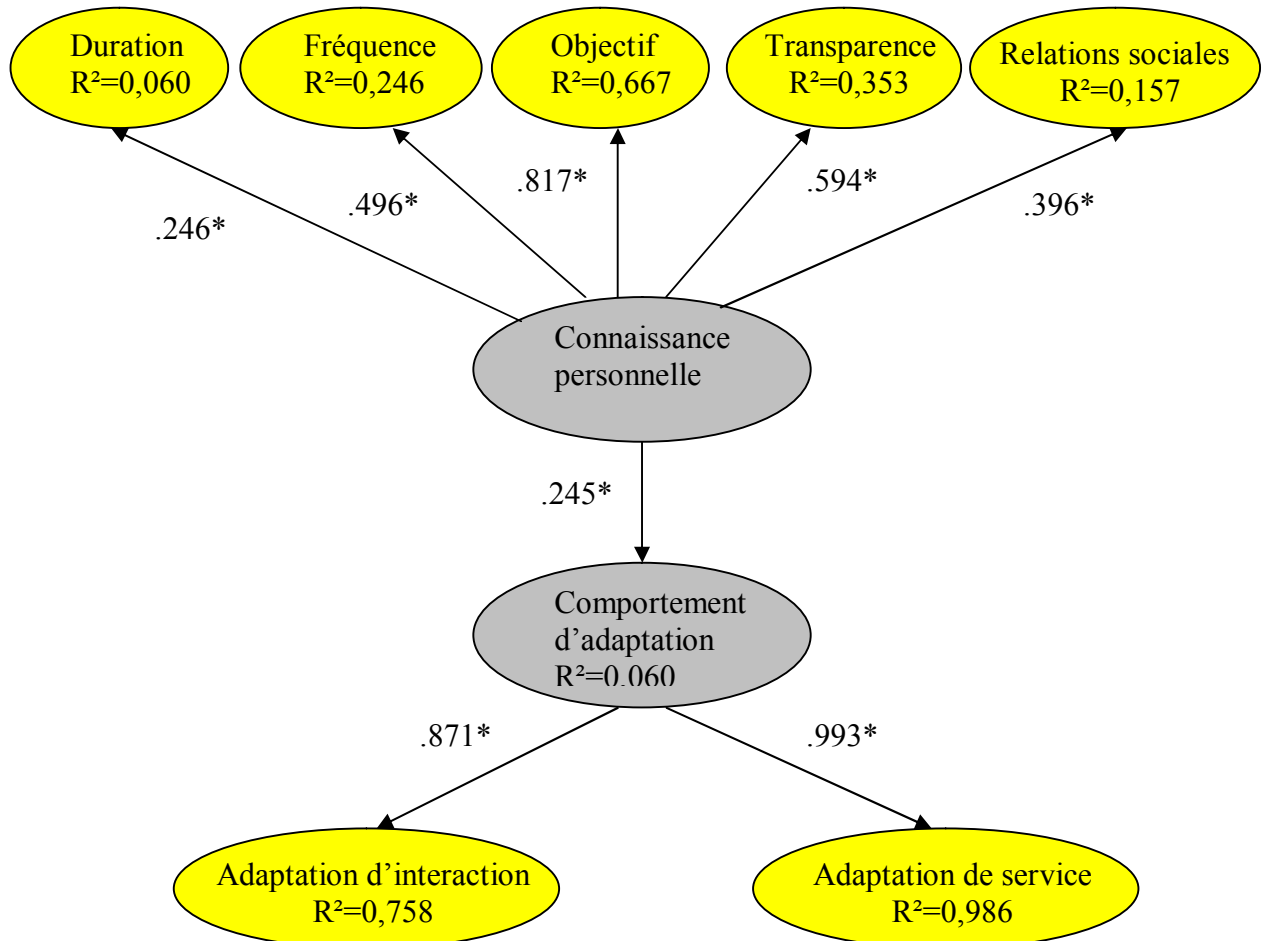 Duration
R²=0,060
Fréquence
R²=0,246
Objectif
R²=0,667
Transparence
R²=0,353
Relations sociales
R²=0,157
.246*
.496*
.817*
.594*
.396*
Connaissance
personnelle
.245*
Comportement
d’adaptation
R²=0.060
.871*
.993*
Adaptation d’interaction
R²=0,758
Adaptation de service
R²=0,986